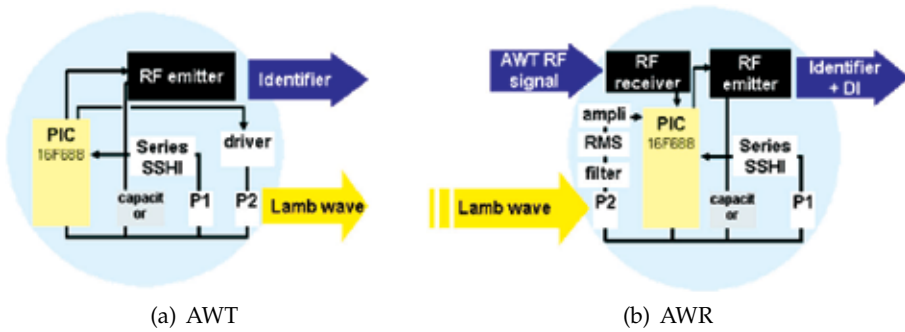 RF emitter
Identifier
PIC
16F688
Series
SSHI
driver
capacit
or
P1
P2
Lamb wave
(a) AWT
AWT RF
signal
RF
receiver
RF
emitter
Identifier
+ DI
ampli
RMS
filter
P2
PIC
16F688
Series
SSHI
capacit
or
P1
Lamb wave
(b) AWR